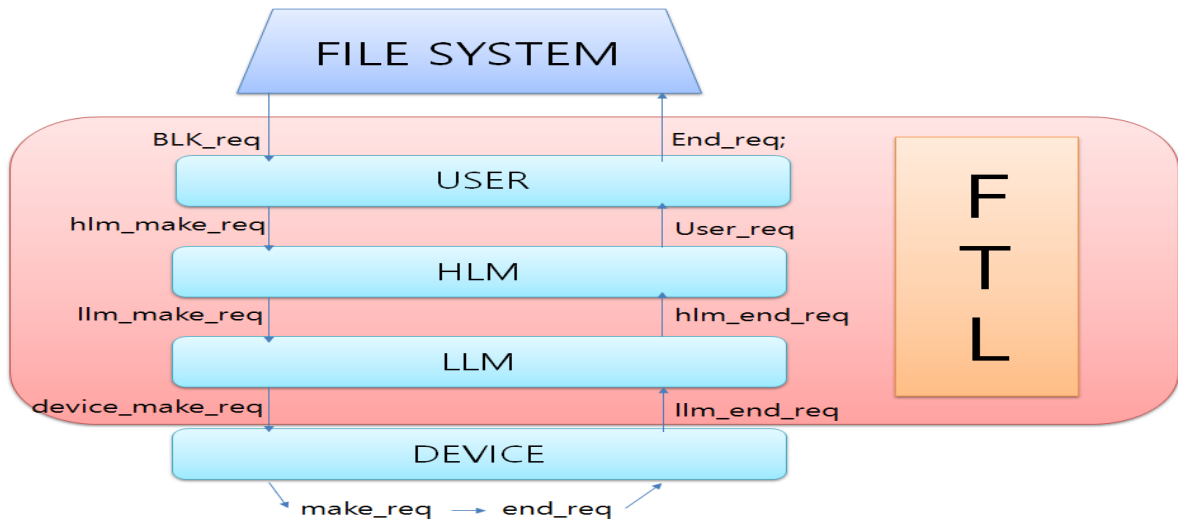 FILE SYSTEM
BLK_req
End_req;
USER
hlm_make_req
User_req
HLM
llm_make_req
hlm_end_req
LLM
device_make_req
llm_end_req
DEVICE
make_req
end_req
F
T
L